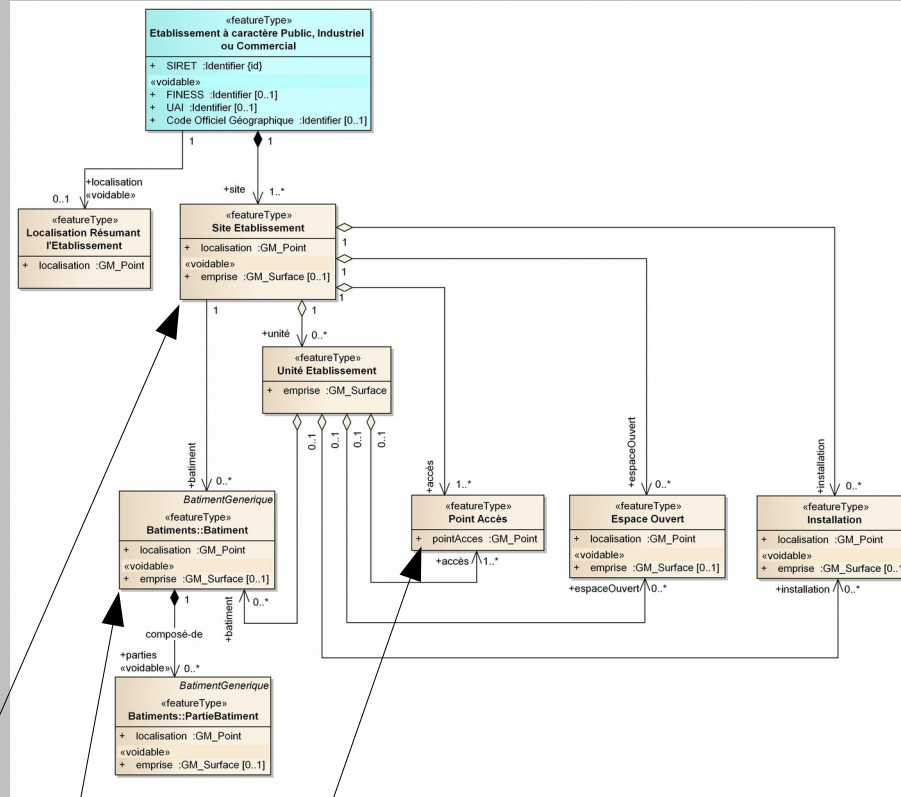 «featureType»
Etablissement à caractère Public, Industriel
ou Commercial
+ SIRET :Identifier {id}
«voidable»
+ FINESS :Identifier [0..1]
+ UAI :Identifier [0..1]
+ Code Officiel Géographique :Identifier [0..1]
1
1
+localisation
«voidable»
0..1
+site
1..*
«featureType»
Localisation Résumant
l'Etablissement
+ localisation :GM_Point
«featureType»
Site Etablissement
+ localisation :GM_Point
«voidable»
+ emprise :GM_Surface [0..1]
1
1
1
1
1
+unité
0..*
«featureType»
Unité Etablissement
+ emprise :GM_Surface
0..1
0..1
0..1
0..1
+batiment
0..*
+accès
1..*
+espaceOuvert
0..*
+installation
0..*
BatimentGenerique
«featureType»
Batiments::Batiment
+ localisation :GM_Point
«voidable»
+ emprise :GM_Surface [0..1]
«featureType»
Point Accès
+ pointAcces :GM_Point
«featureType»
Espace Ouvert
+ localisation :GM_Point
«voidable»
+ emprise :GM_Surface [0..1]
«featureType»
Installation
+ localisation :GM_Point
«voidable»
+ emprise :GM_Surface [0..1
+accès
1..*
+espaceOuvert
0..*
+installation
0..*
1
+batiment
0..*
composé-de
+parties
«voidable»
0..*
BatimentGenerique
«featureType»
Batiments::PartieBatiment
+ localisation :GM_Point
«voidable»
+ emprise :GM_Surface [0..1]